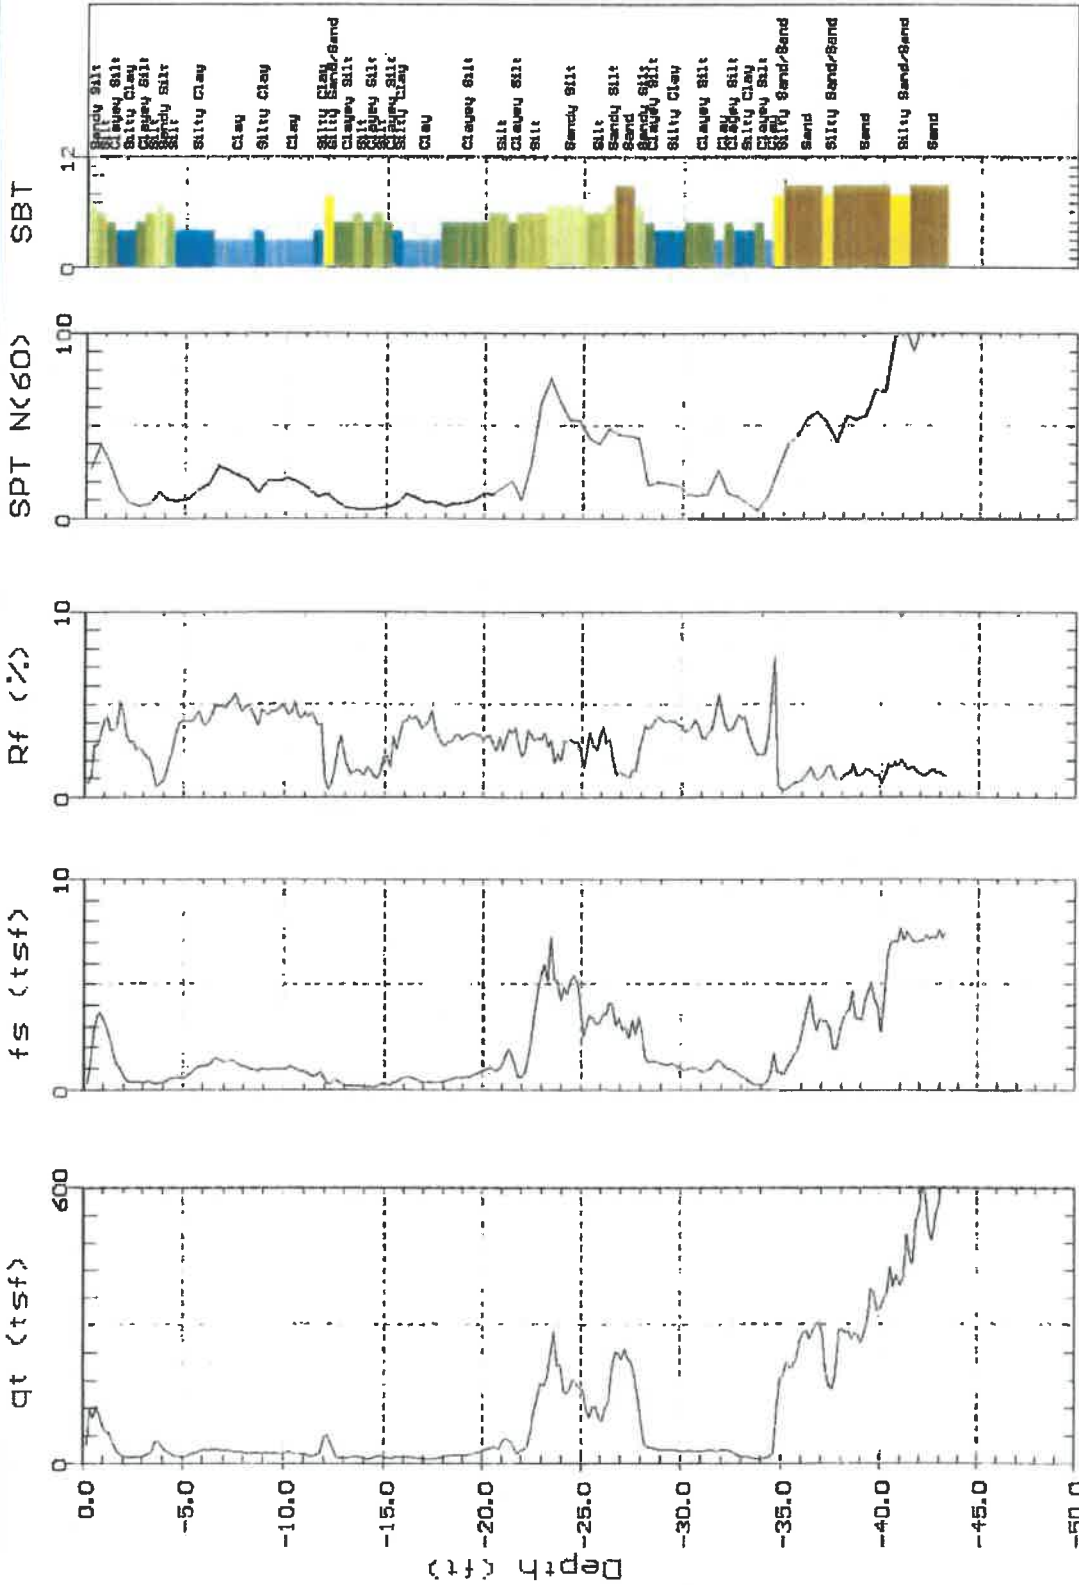 qt (tsf)
0
600
fs (tsf)
0
10
Rf (%)
0
10
SPT N(60)
0
100
SBT
0
12
Depth (ft)
0.0
-5.0
-10.0
-15.0
-20.0
-25.0
-30.0
-35.0
-40.0
-45.0
-50.0
Sandy Silt
Silt
Clayey Silt
Silty Clay
Clayey Silt
Silt
Sandy Silt
Silt
Silty Clay
Clay
Silty Clay
Clay
Silty Clay
Silty Sand/Sand
Clayey Silt
Silt
Clayey Silt
Silt
Clayey Silt
Silty Clay
Clay
Clayey Silt
Silt
Clayey Silt
Silt
Sandy Silt
Silt
Sandy Silt
Sand
Sandy Silt
Clayey Silt
Silty Clay
Clayey Silt
Clay
Clayey Silt
Silty Clay
Clayey Silt
Clay
Silty Sand/Sand
Sand
Silty Sand/Sand
Sand
Silty Sand/Sand
Sand